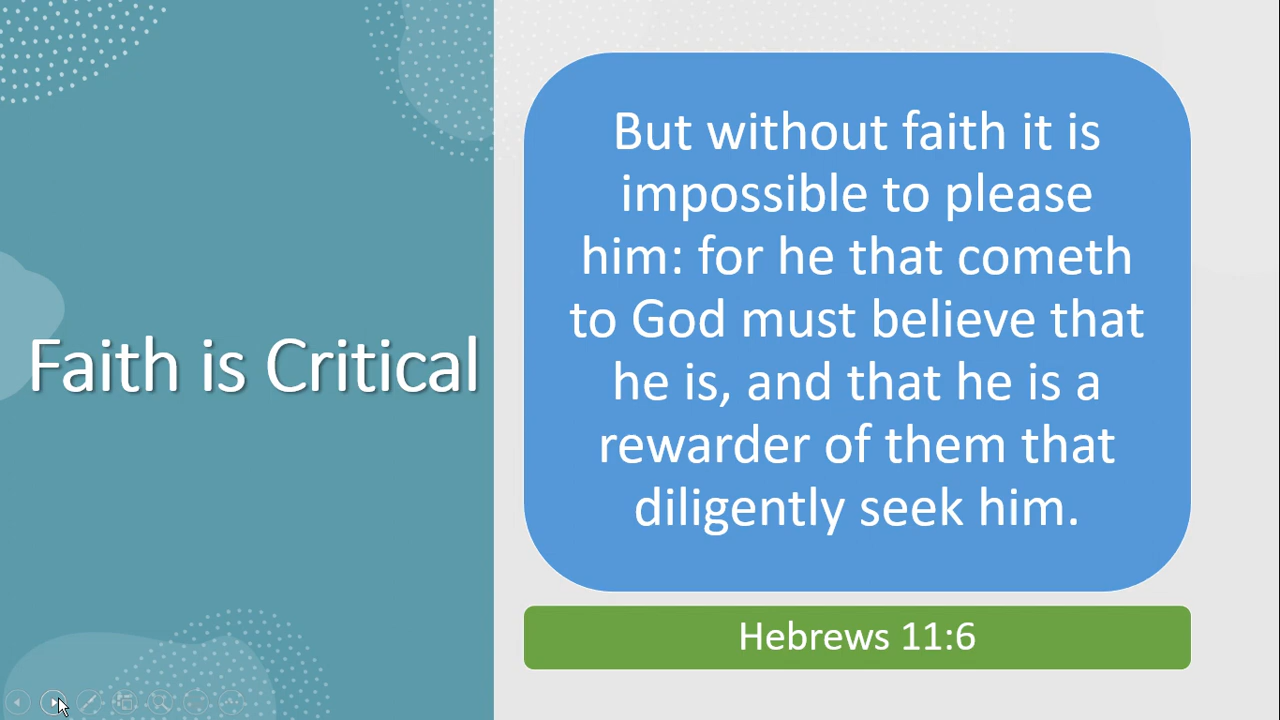 Faith is Critical
But without faith it is
impossible to please
him: for he that cometh
to God must believe that
he is, and that he is a
rewarder of them that
diligently seek him.
Hebrews 11:6